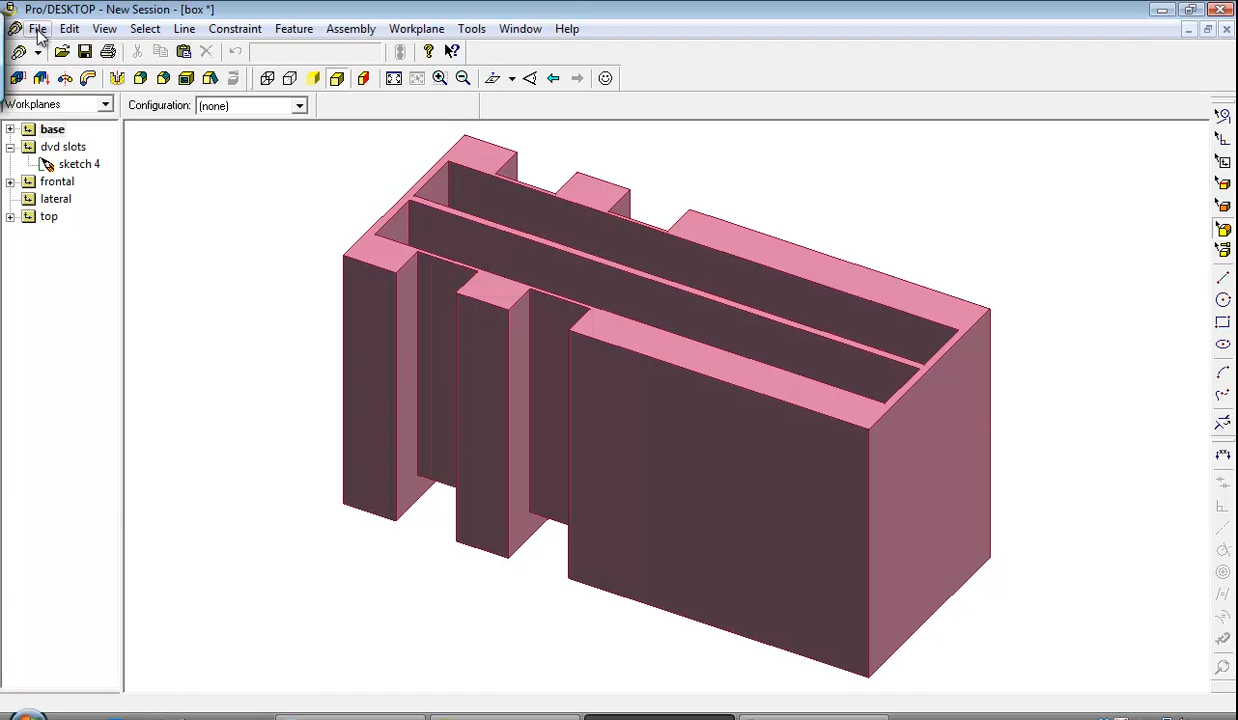 Pro/DESKTOP - New Session - [box *]
File Edit View Select Line Constraint Feature Assembly Workplane Tools Window Help
Workplanes Configuration: (none)
base
dvd slots
sketch 4
frontal
lateral
top